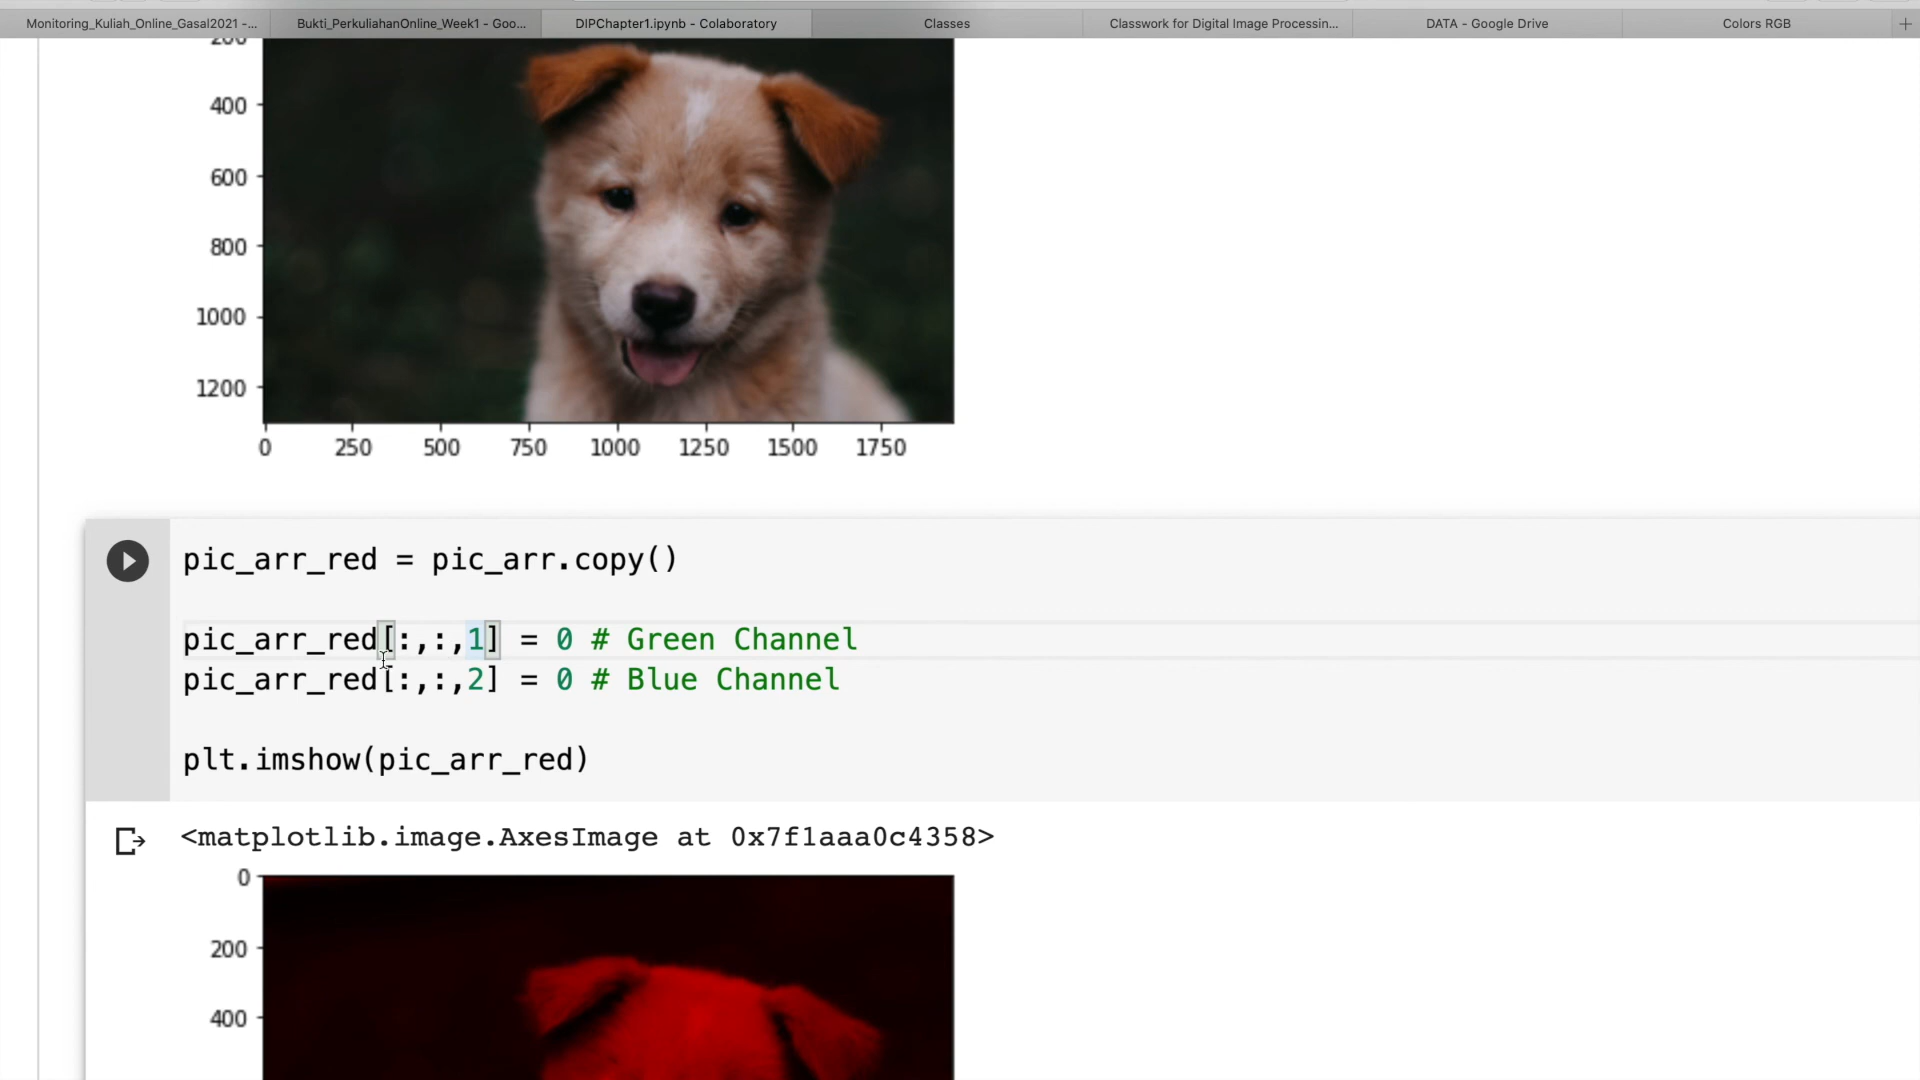 Monitoring_Kuliah_Online_Gasal2021 -... Bukti_PerkuliahanOnline_Week1 - Goo... DIPChapter1.ipynb - Colaboratory Classes Classwork for Digital Image Processin... DATA - Google Drive Colors RGB +
200
400
600
800
1000
1200
0 250 500 750 1000 1250 1500 1750
pic_arr_red = pic_arr.copy()
pic_arr_red[:,:,1] = 0 # Green Channel
pic_arr_red[:,:,2] = 0 # Blue Channel
plt.imshow(pic_arr_red)
<matplotlib.image.AxesImage at 0x7f1aaa0c4358>
0
200
400